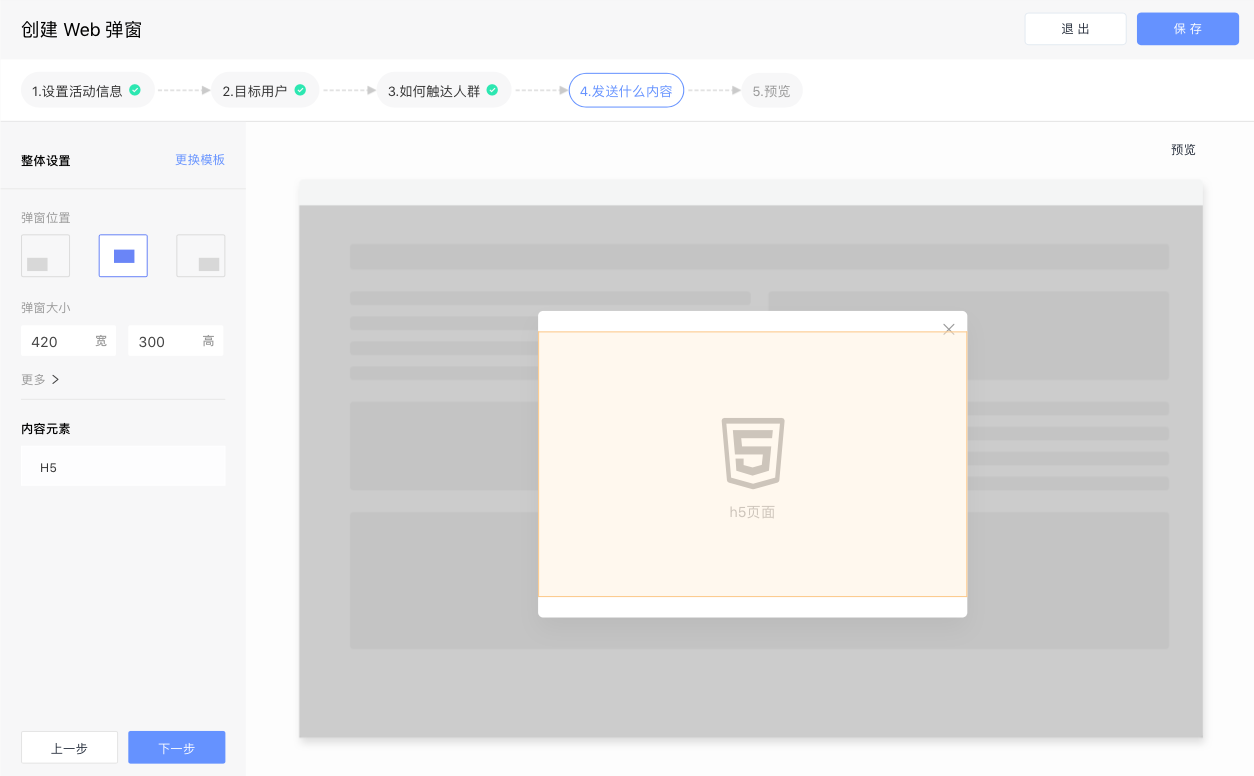 创建 Web 弹窗
退 出
保 存
1.设置活动信息
2.目标用户
3.如何触达人群
4.发送什么内容
5.预览
整体设置
更换模板
预览
弹窗位置
弹窗大小
420 宽
300 高
更多
内容元素
H5
h5页面
上一步
下一步